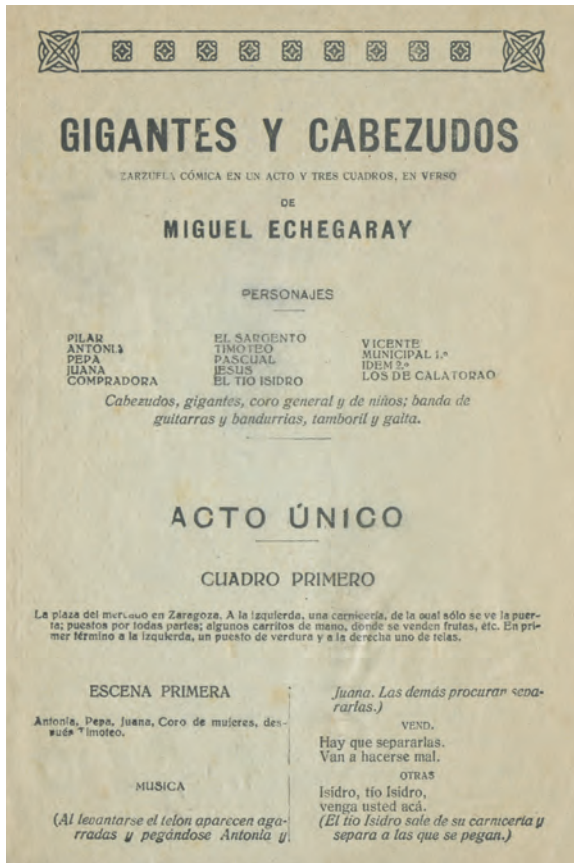 GIGANTES Y CABEZUDOS
ZARZUELA CÓMICA EN UN ACTO Y TRES CUADROS, EN VERSO
DE
MIGUEL ECHEGARAY
PERSONAJES
PILAR
ANTONIA
PEPA
JUANA
COMPRADORA
EL SARGENTO
TIMOTEO
PASCUAL
JESUS
EL TIO ISIDRO
VICENTE
MUNICIPAL 1.º
IDEM 2.º
LOS DE CALATORAO
Cabezudos, gigantes, coro general y de niños; banda de
guitarras y bandurrias, tamboril y gaita.
ACTO ÚNICO
CUADRO PRIMERO
La plaza del mercado en Zaragoza. A la izquierda, una carnicería, de la cual sólo se ve la puer-
ta; puestos por todas partes; algunos carritos de mano, donde se venden frutas, etc. En pri-
mer término a la izquierda, un puesto de verdura y a la derecha uno de telas.
ESCENA PRIMERA
Antonia, Pepa, Juana, Coro de mujeres, des-
pués Timoteo.
MUSICA
(Al levantarse el telon aparecen aga-
rradas y pegándose Antonia y
Juana. Las demás procuran sepa-
rarlas.)
VEND.
Hay que separarlas.
Van a hacerse mal.
OTRAS
Isidro, tío Isidro,
venga usted acá.
(El tío Isidro sale de su carnicería y
separa a las que se pegan.)